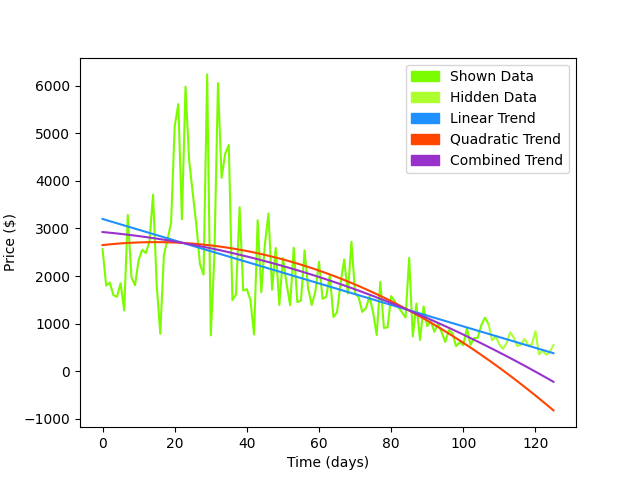 6000
5000
4000
3000
2000
1000
0
−1000
Price ($)
0
20
40
60
80
100
120
Time (days)
Shown Data
Hidden Data
Linear Trend
Quadratic Trend
Combined Trend